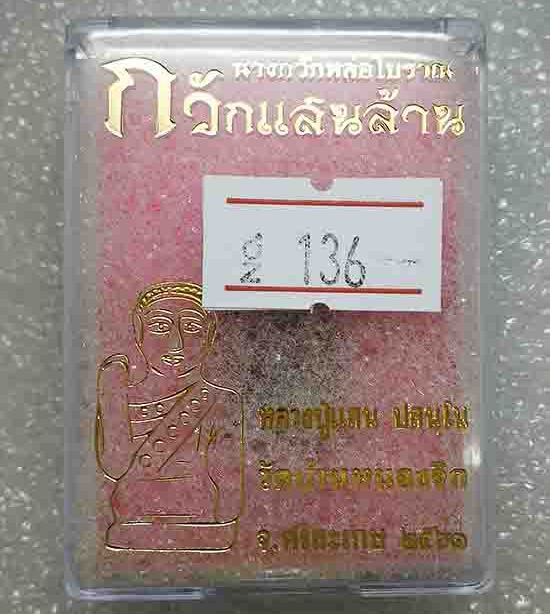 นางกวักหล่อโบราณ
กวักแสนล้าน
136
หลวงปู่แสน ปสนฺโน
วัดบ้านหนองจิก
จ.ศรีสะเกษ ๒๕๖๑